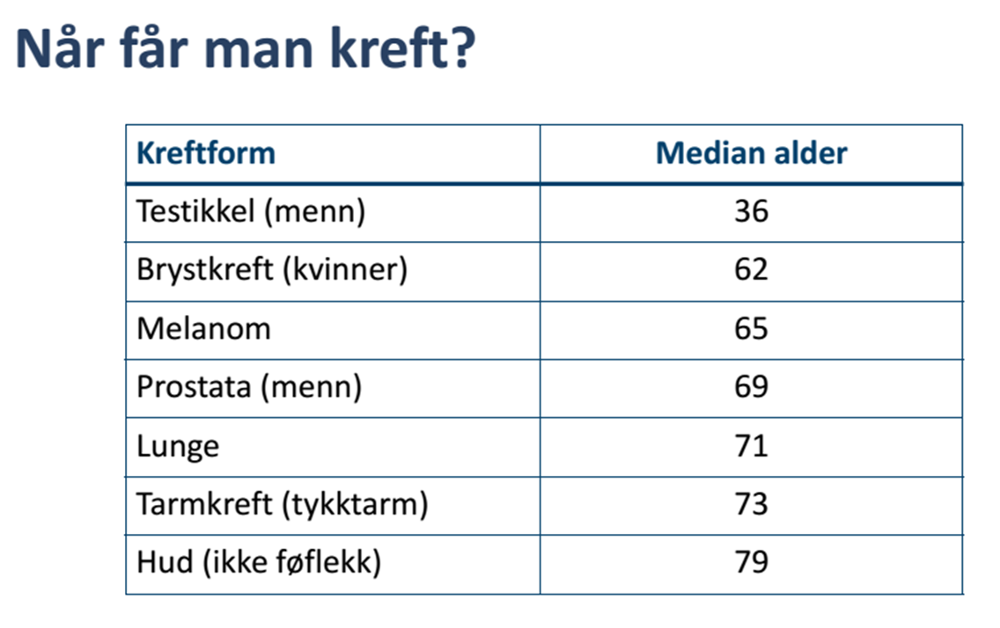 Når får man kreft?
Kreftform Median alder
Testikkel (menn) 36
Brystkreft (kvinner) 62
Melanom 65
Prostata (menn) 69
Lunge 71
Tarmkreft (tykktarm) 73
Hud (ikke føflekk) 79